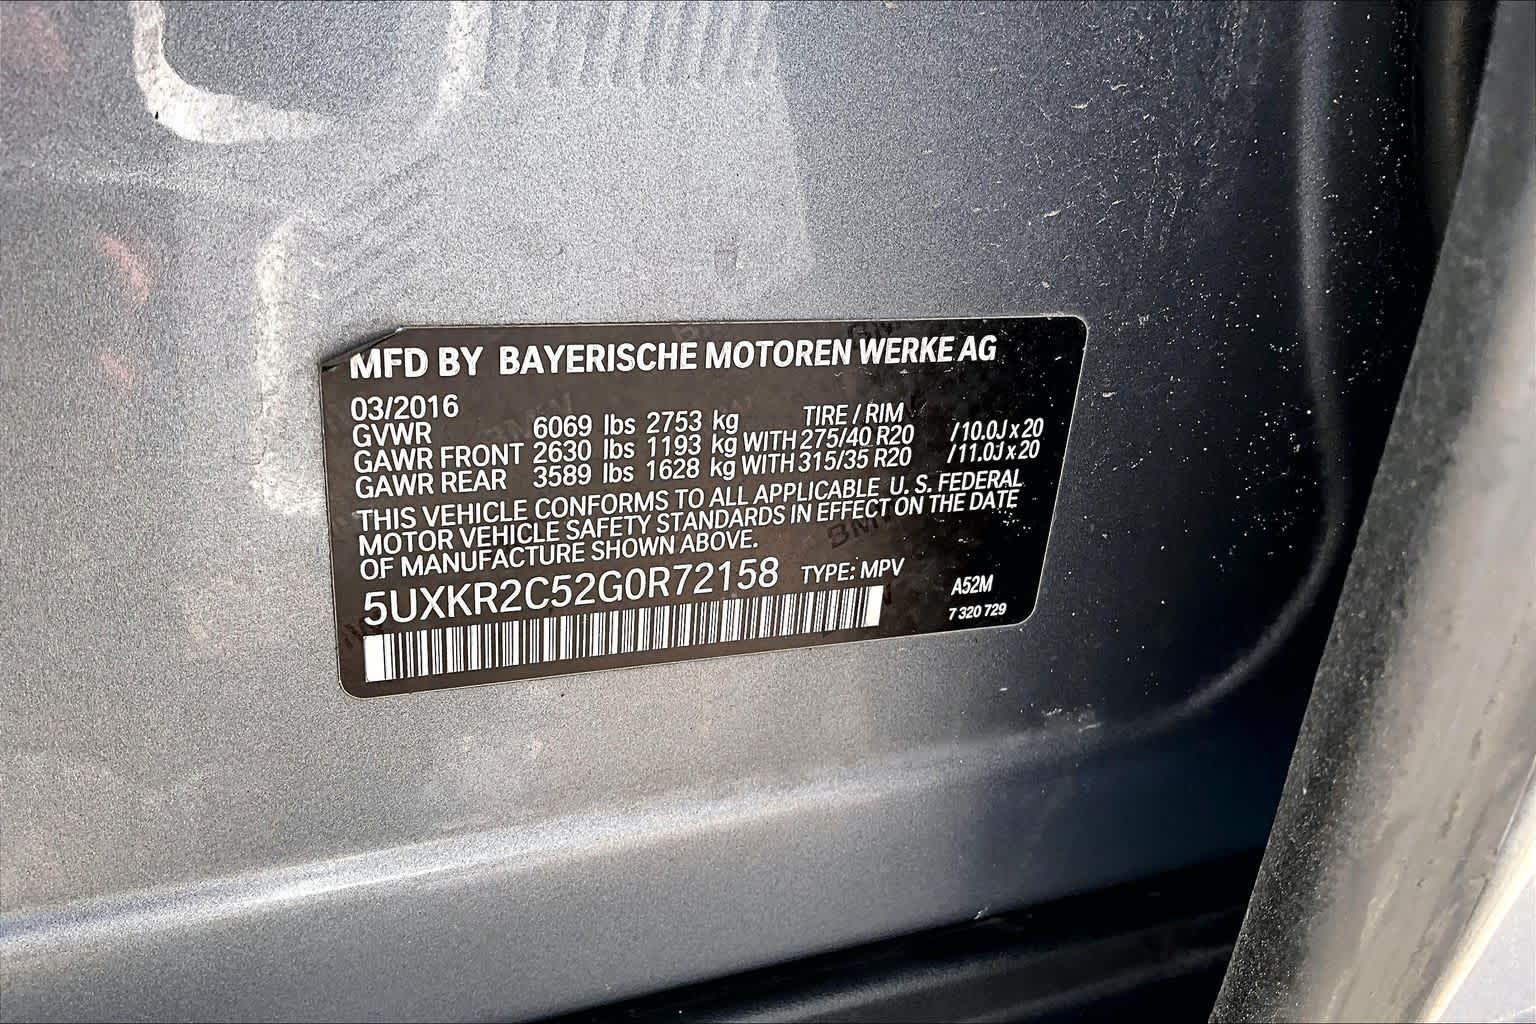 MFD BY BAYERISCHE MOTOREN WERKE AG
03/2016
GVWR 6069 lbs 2753 kg TIRE / RIM
GAWR FRONT 2630 lbs 1193 kg WITH 275/40 R20 /10.0J x 20
GAWR REAR 3589 lbs 1628 kg WITH 315/35 R20 /11.0J x 20
THIS VEHICLE CONFORMS TO ALL APPLICABLE U. S. FEDERAL
MOTOR VEHICLE SAFETY STANDARDS IN EFFECT ON THE DATE
OF MANUFACTURE SHOWN ABOVE.
5UXKR2C52G0R72158 TYPE: MPV A52M
7 320 729